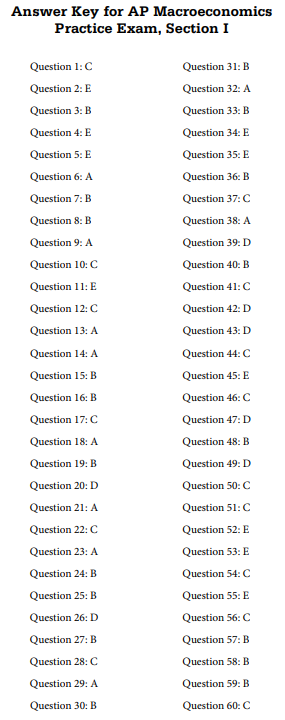 Answer Key for AP Macroeconomics
Practice Exam, Section I
Question 1: C
Question 2: E
Question 3: B
Question 4: E
Question 5: E
Question 6: A
Question 7: B
Question 8: B
Question 9: A
Question 10: C
Question 11: E
Question 12: C
Question 13: A
Question 14: A
Question 15: B
Question 16: B
Question 17: C
Question 18: A
Question 19: B
Question 20: D
Question 21: A
Question 22: C
Question 23: A
Question 24: B
Question 25: B
Question 26: D
Question 27: B
Question 28: C
Question 29: A
Question 30: B
Question 31: B
Question 32: A
Question 33: B
Question 34: E
Question 35: E
Question 36: B
Question 37: C
Question 38: A
Question 39: D
Question 40: B
Question 41: C
Question 42: D
Question 43: D
Question 44: C
Question 45: E
Question 46: C
Question 47: D
Question 48: B
Question 49: D
Question 50: C
Question 51: C
Question 52: E
Question 53: E
Question 54: C
Question 55: E
Question 56: C
Question 57: B
Question 58: B
Question 59: B
Question 60: C